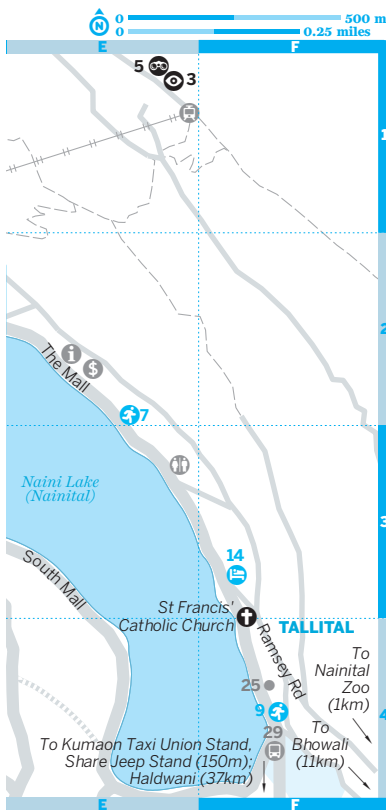 0 500 m
N
0 0.25 miles
E F
5
3
1
2
i
$
The Mall
7
Naini Lake
(Nainital)
3
South Mall
14
St Francis'
Catholic Church
TALLITAL
Ramsey Rd
25
To
Nainital
Zoo
(1km)
9
4
29
To
Bhowali
(11km)
To Kumaon Taxi Union Stand,
Share Jeep Stand (150m);
Haldwani (37km)
E F